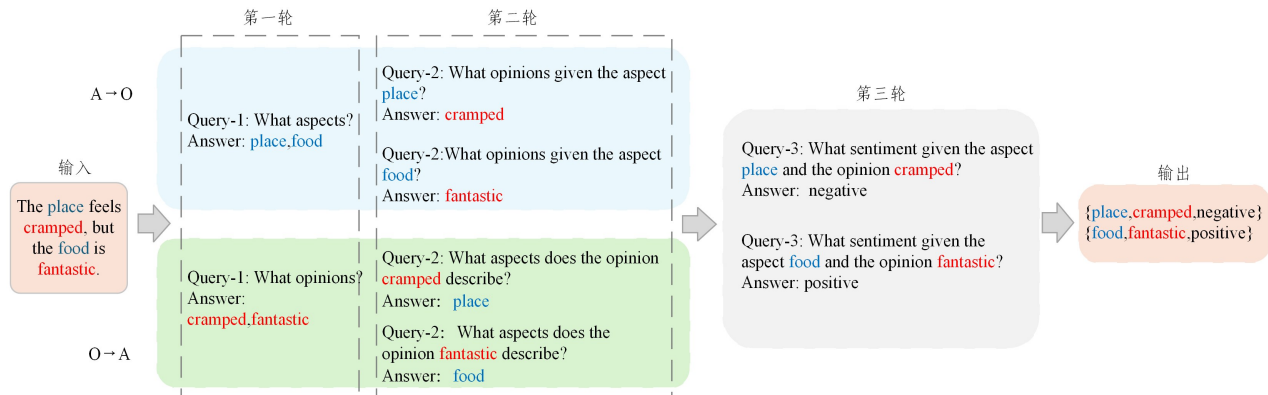 第一轮
第二轮
A→O
Query-1: What aspects?
Answer: place,food
Query-2: What opinions given the aspect
place?
Answer: cramped
Query-2:What opinions given the aspect
food?
Answer: fantastic
输入
The place feels
cramped, but
the food is
fantastic.
O→A
Query-1: What opinions?
Answer:
cramped,fantastic
Query-2: What aspects does the opinion
cramped describe?
Answer: place
Query-2: What aspects does the
opinion fantastic describe?
Answer: food
第三轮
Query-3: What sentiment given the aspect
place and the opinion cramped?
Answer: negative
Query-3: What sentiment given the
aspect food and the opinion fantastic?
Answer: positive
输出
{place,cramped,negative}
{food,fantastic,positive}